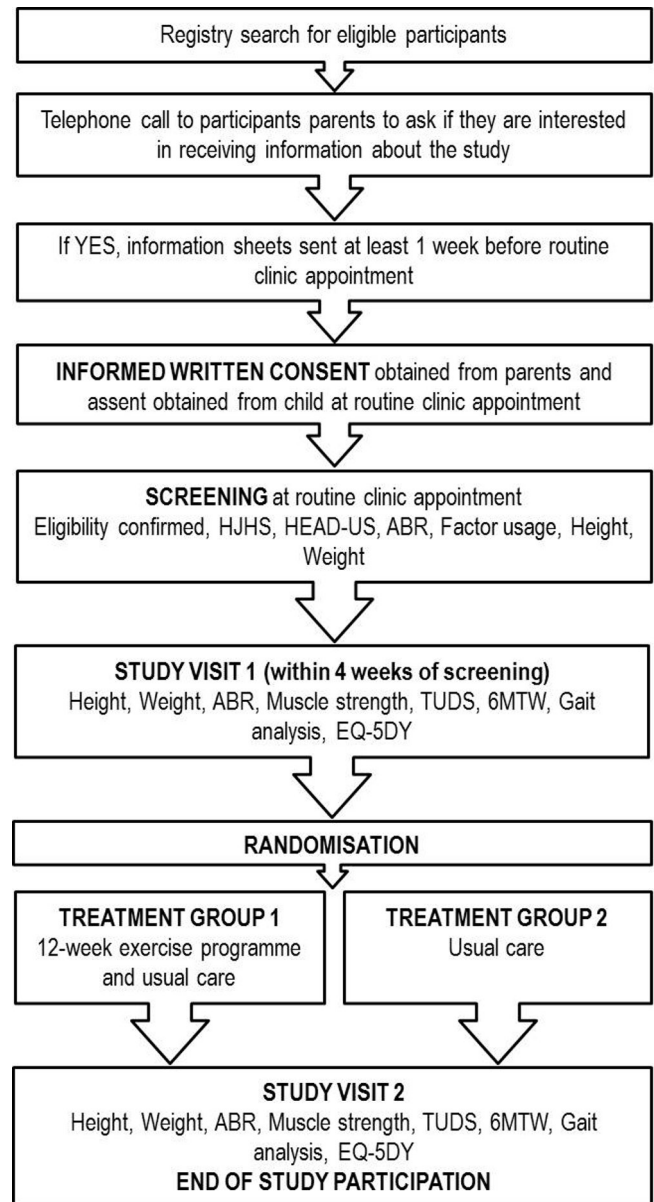 Registry search for eligible participants
Telephone call to participants parents to ask if they are interested
in receiving information about the study
If YES, information sheets sent at least 1 week before routine
clinic appointment
INFORMED WRITTEN CONSENT obtained from parents and
assent obtained from child at routine clinic appointment
SCREENING at routine clinic appointment
Eligibility confirmed, HJHS, HEAD-US, ABR, Factor usage, Height,
Weight
STUDY VISIT 1 (within 4 weeks of screening)
Height, Weight, ABR, Muscle strength, TUDS, 6MTW, Gait
analysis, EQ-5DY
RANDOMISATION
TREATMENT GROUP 1
12-week exercise programme
and usual care
TREATMENT GROUP 2
Usual care
STUDY VISIT 2
Height, Weight, ABR, Muscle strength, TUDS, 6MTW, Gait
analysis, EQ-5DY
END OF STUDY PARTICIPATION